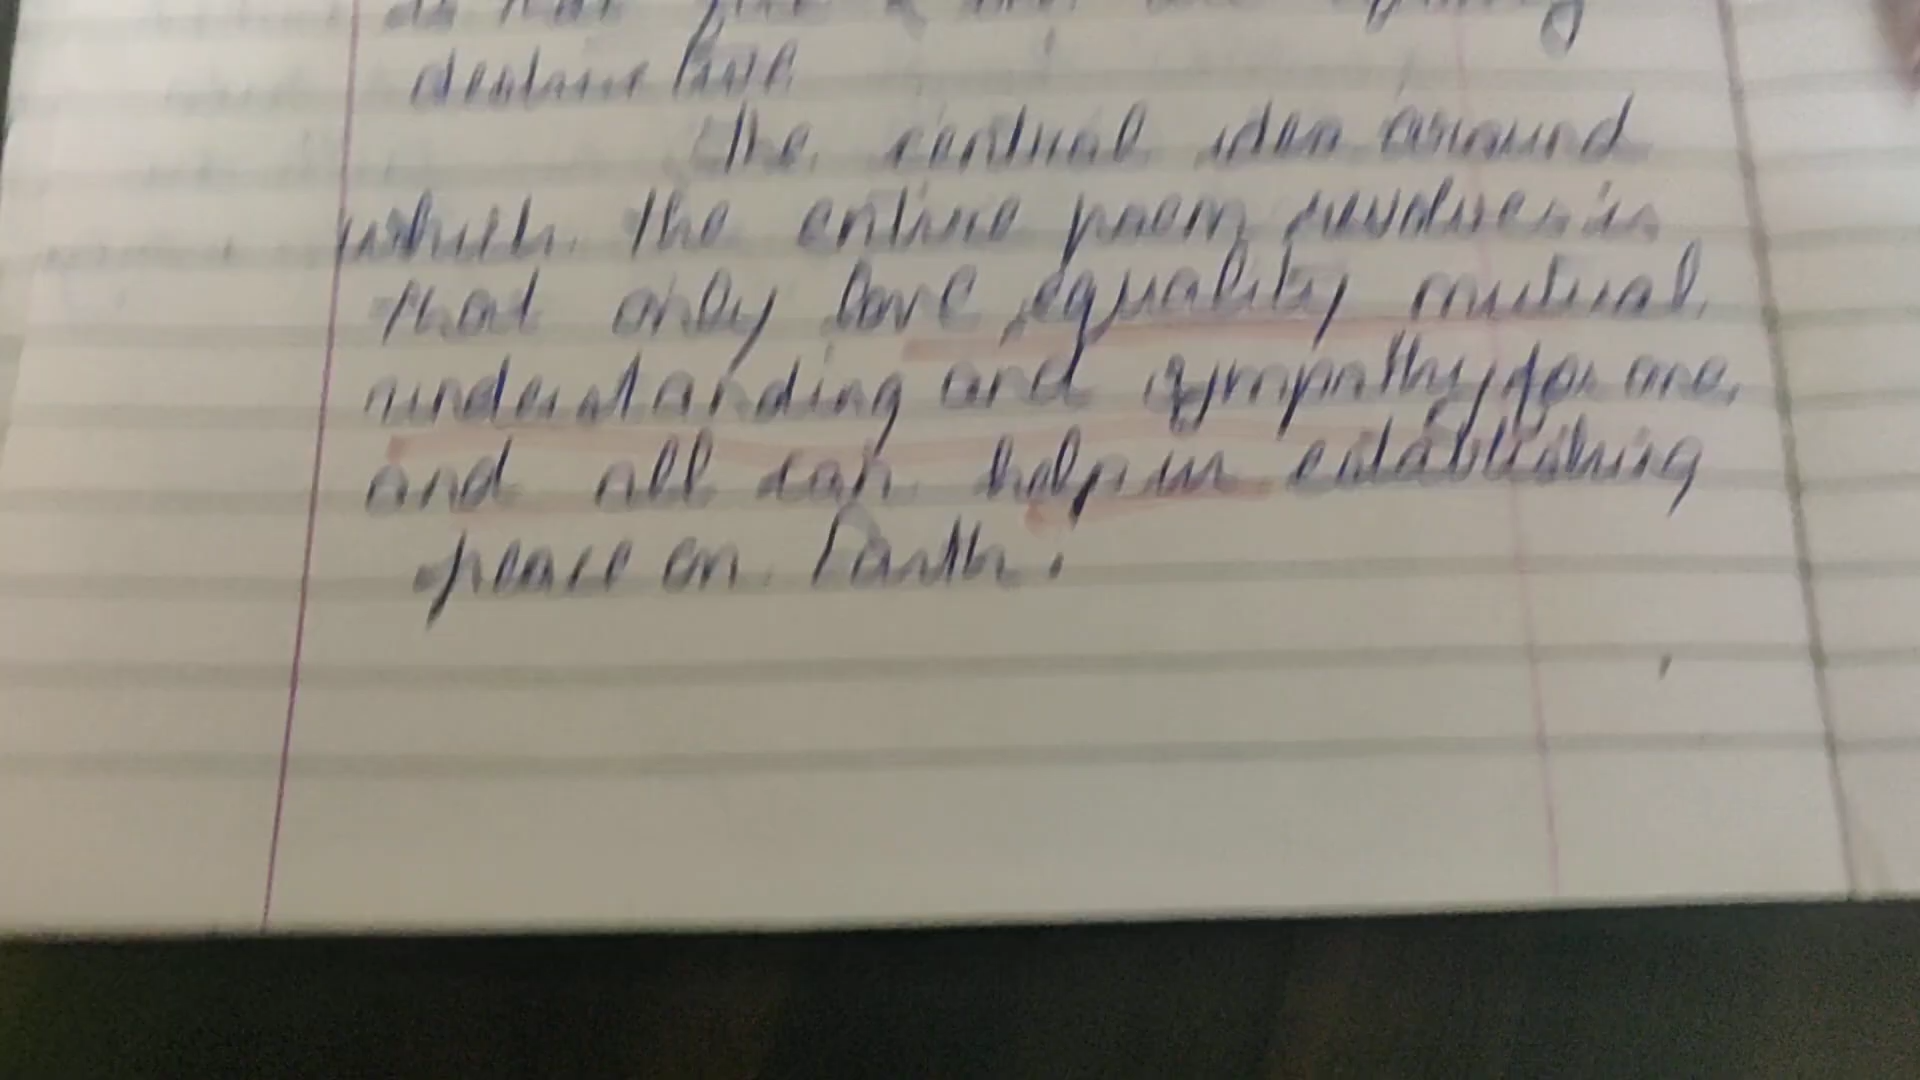 destructive
The central idea around
which the entire poem revolves is
that only love, equality mutual
understanding and sympathy for one
and all can help in establishing
peace on Earth.